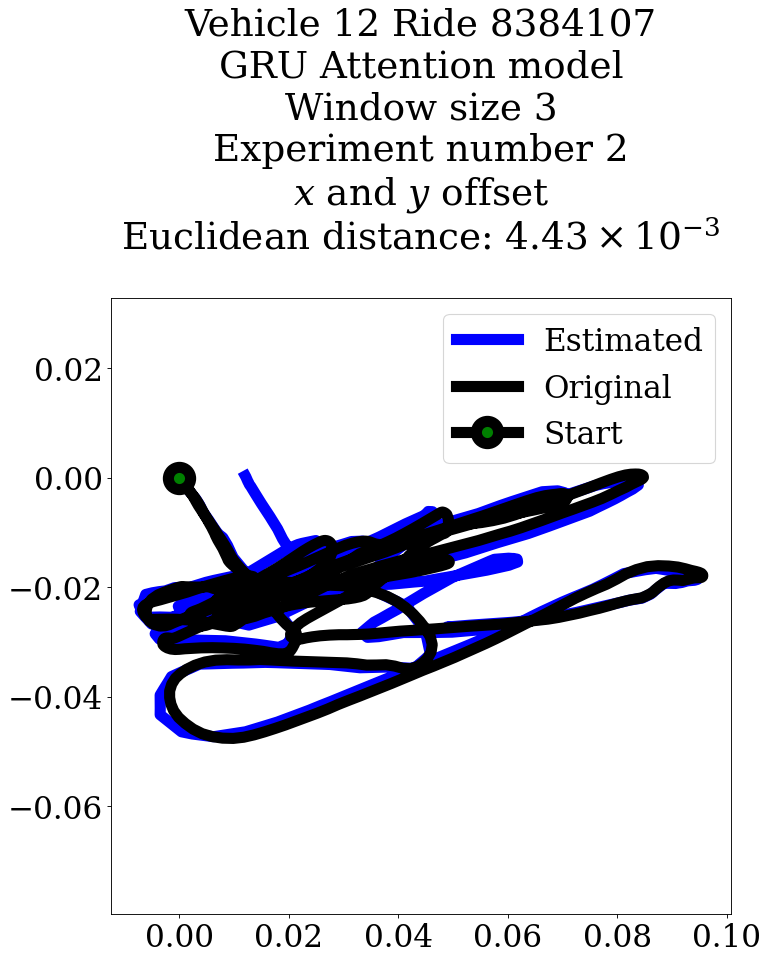 Vehicle 12 Ride 8384107
GRU Attention model
Window size 3
Experiment number 2
x and y offset
Euclidean distance: 4.43 × 10⁻³
Estimated
Original
Start
0.02
0.00
−0.02
−0.04
−0.06
0.00 0.02 0.04 0.06 0.08 0.10